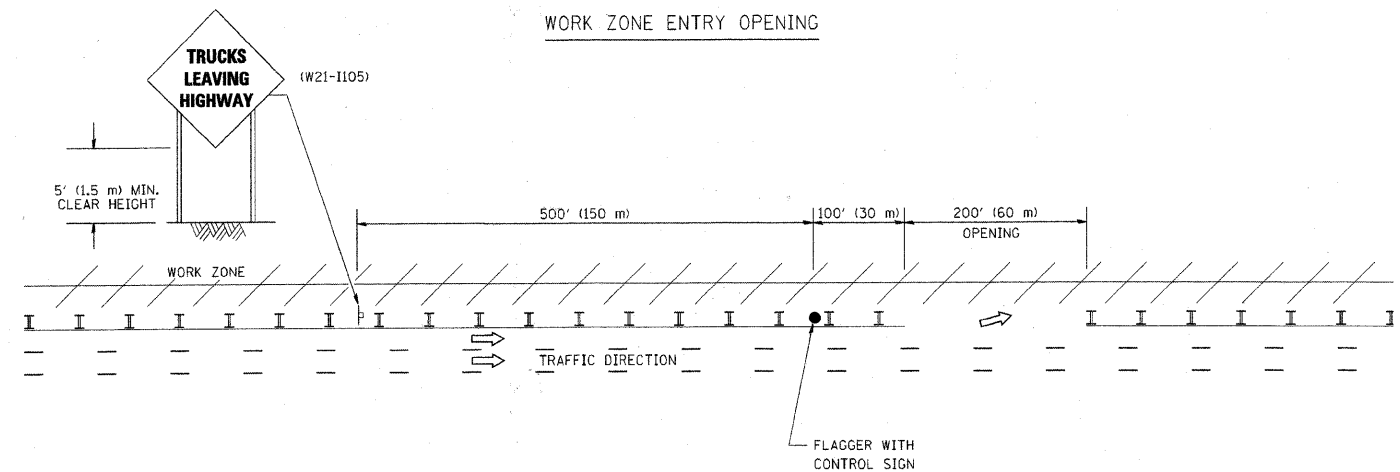 WORK ZONE ENTRY OPENING
TRUCKS
LEAVING
HIGHWAY
(W21-I105)
5' (1.5 m) MIN.
CLEAR HEIGHT
500' (150 m)
100' (30 m)
200' (60 m)
OPENING
WORK ZONE
TRAFFIC DIRECTION
FLAGGER WITH
CONTROL SIGN